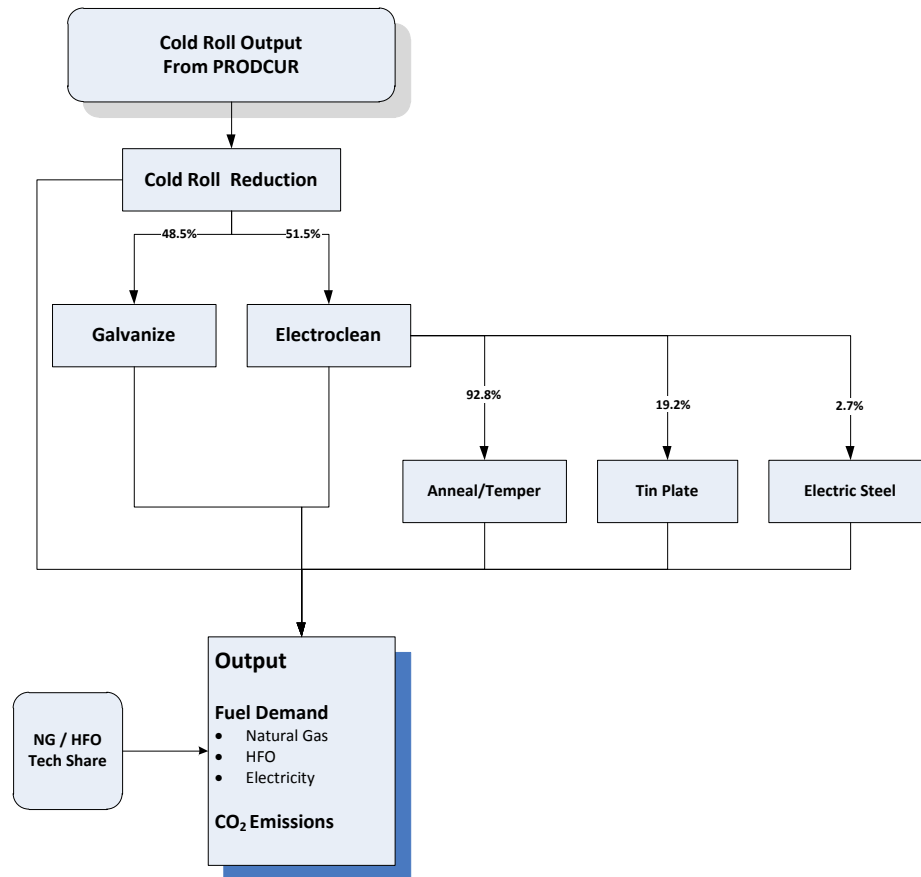 Cold Roll Output
From PRODCUR
Cold Roll Reduction
48.5%
51.5%
Galvanize
Electroclean
92.8%
19.2%
2.7%
Anneal/Temper
Tin Plate
Electric Steel
Output
Fuel Demand
• Natural Gas
• HFO
• Electricity
CO₂ Emissions
NG / HFO
Tech Share